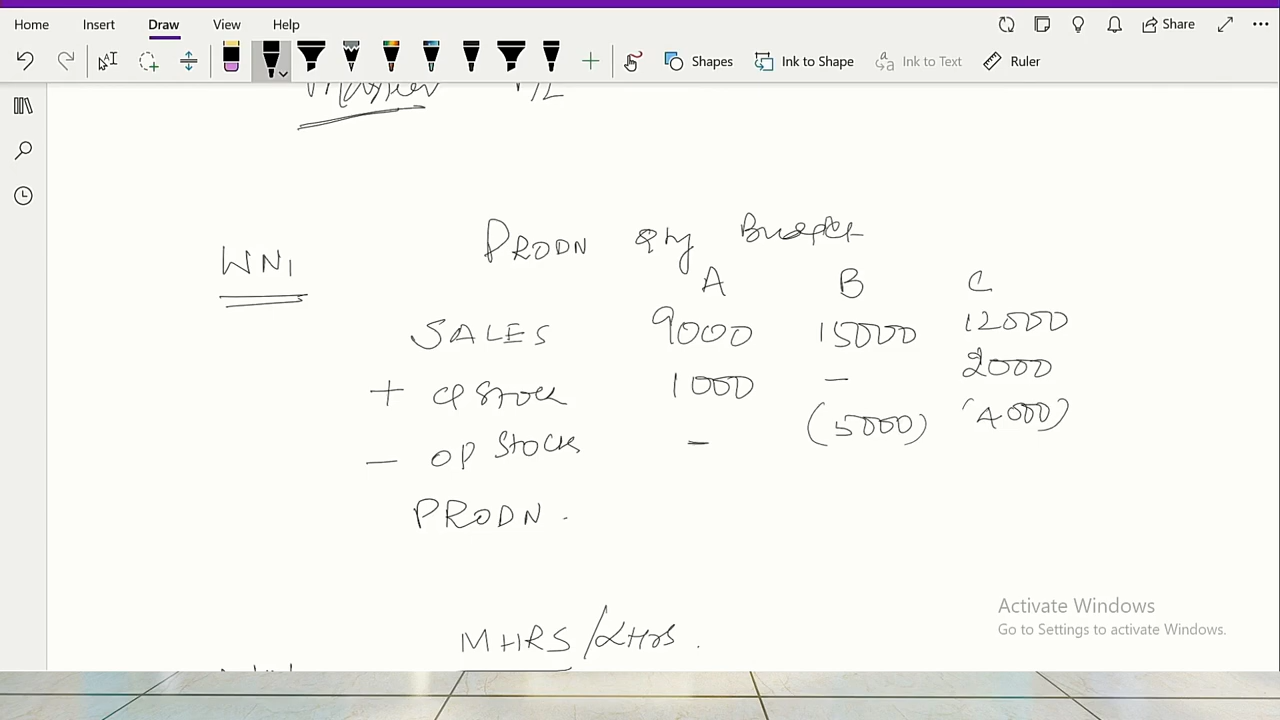 Home Insert Draw View Help Share
Shapes Ink to Shape Ink to Text Ruler
Master P/L
WN1 PRODN Qty Budget
A B C
SALES 9000 15000 12000
+ Cl Stock 1000 - 2000
- OP Stock - (5000) (4000)
PRODN.
MHRS/LHrs.
Activate Windows
Go to Settings to activate Windows.